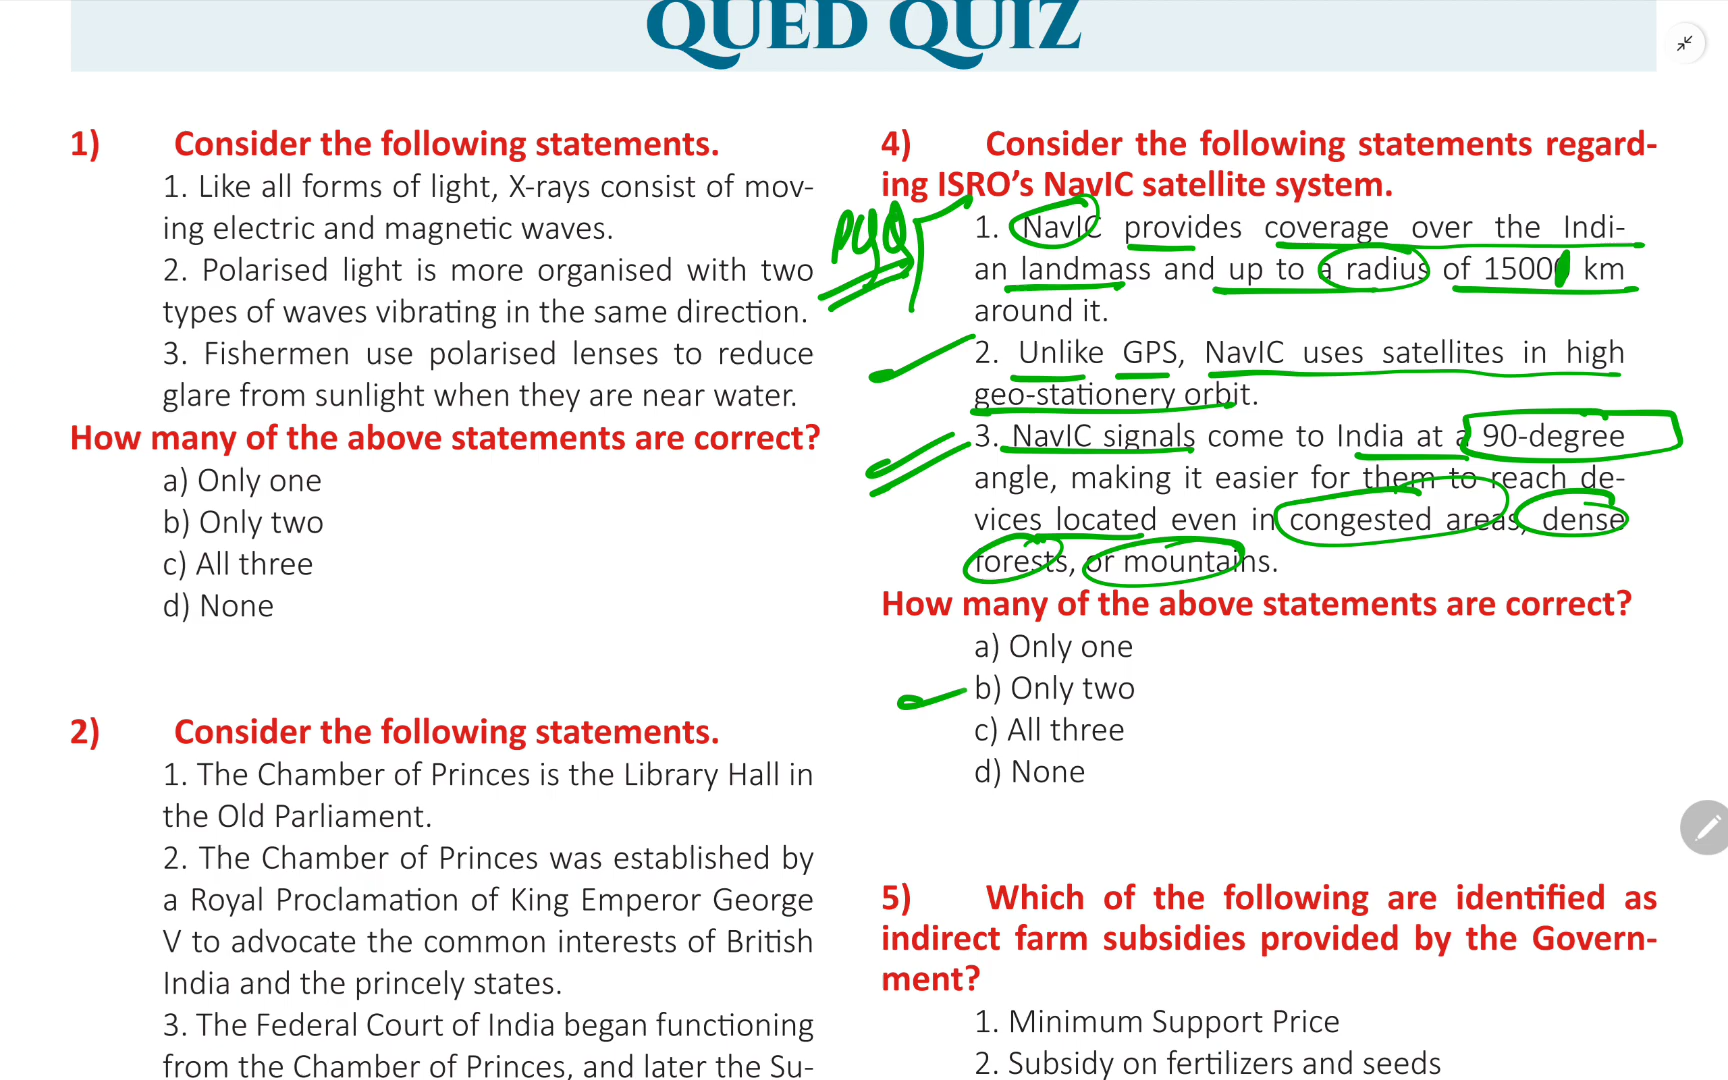 QUED QUIZ
1) Consider the following statements.
1. Like all forms of light, X-rays consist of mov-
ing electric and magnetic waves.
2. Polarised light is more organised with two
types of waves vibrating in the same direction.
3. Fishermen use polarised lenses to reduce
glare from sunlight when they are near water.
How many of the above statements are correct?
a) Only one
b) Only two
c) All three
d) None
2) Consider the following statements.
1. The Chamber of Princes is the Library Hall in
the Old Parliament.
2. The Chamber of Princes was established by
a Royal Proclamation of King Emperor George
V to advocate the common interests of British
India and the princely states.
3. The Federal Court of India began functioning
from the Chamber of Princes, and later the Su-
PYQ
4) Consider the following statements regard-
ing ISRO’s NavIC satellite system.
1. NavIC provides coverage over the Indi-
an landmass and up to a radius of 1500 km
around it.
2. Unlike GPS, NavIC uses satellites in high
geo-stationery orbit.
3. NavIC signals come to India at a 90-degree
angle, making it easier for them to reach de-
vices located even in congested areas, dense
forests, or mountains.
How many of the above statements are correct?
a) Only one
b) Only two
c) All three
d) None
5) Which of the following are identified as
indirect farm subsidies provided by the Govern-
ment?
1. Minimum Support Price
2. Subsidy on fertilizers and seeds